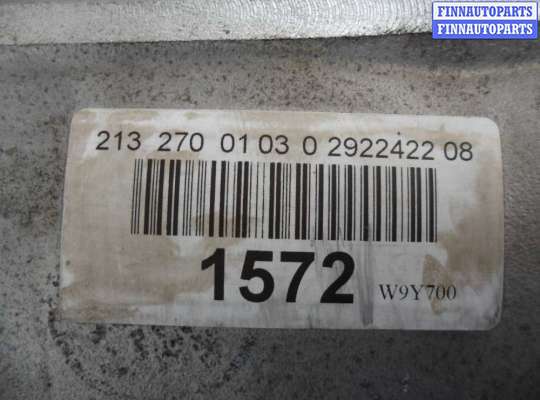 FINNAUTOPARTS
FINNAUTOPARTS
213 270 01 03 0 2922422 08
1572 W9Y700